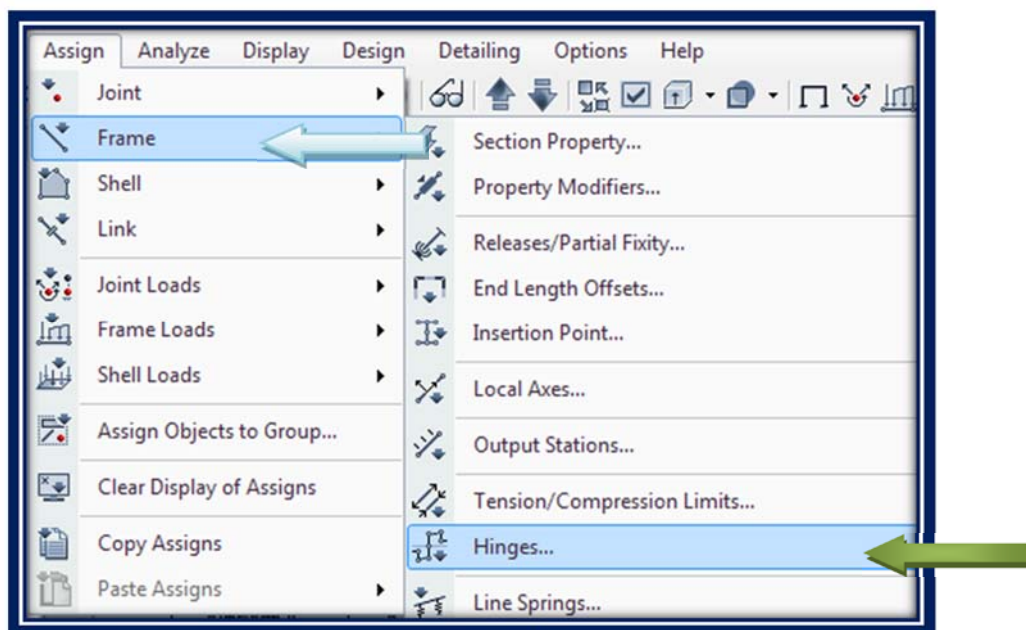 Assign Analyze Display Design Detailing Options Help
Joint
Frame
Shell
Link
Joint Loads
Frame Loads
Shell Loads
Assign Objects to Group...
Clear Display of Assigns
Copy Assigns
Paste Assigns
Section Property...
Property Modifiers...
Releases/Partial Fixity...
End Length Offsets...
Insertion Point...
Local Axes...
Output Stations...
Tension/Compression Limits...
Hinges...
Line Springs...